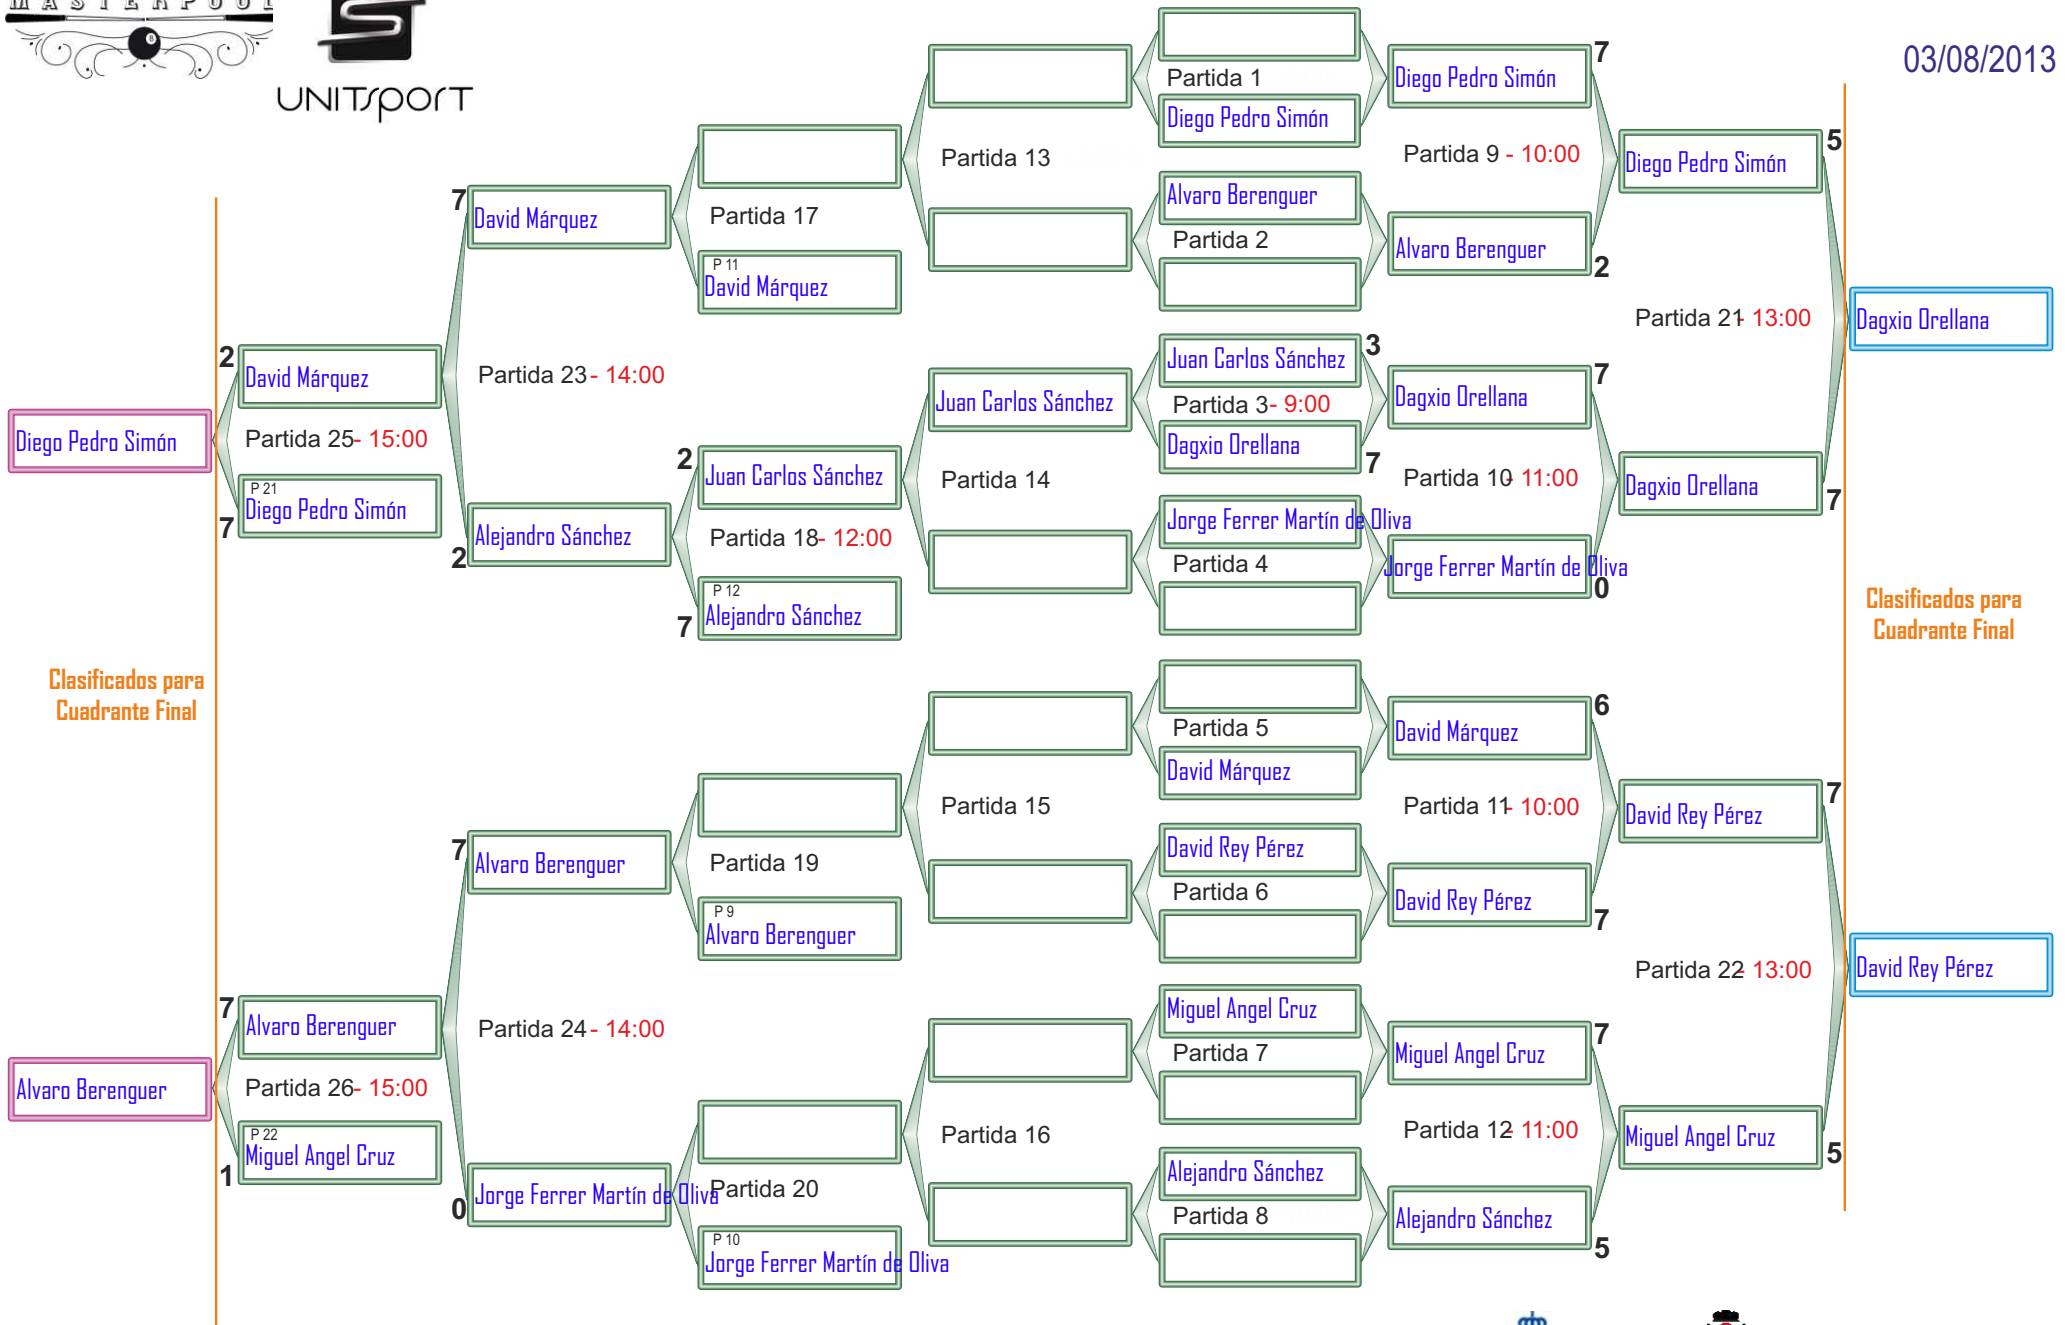 MASTERPOOL
UNITSPORT
03/08/2013
Partida 1
Diego Pedro Simón
Diego Pedro Simón
7
Partida 9 - 10:00
Alvaro Berenguer
Partida 2
Alvaro Berenguer
2
Diego Pedro Simón
5
Partida 13
Partida 17
P 11
David Márquez
7
David Márquez
Partida 21- 13:00
Dagxio Orellana
Juan Carlos Sánchez
3
Partida 3- 9:00
Dagxio Orellana
7
Dagxio Orellana
7
Partida 10- 11:00
Dagxio Orellana
7
Jorge Ferrer Martín de Oliva
Partida 4
Jorge Ferrer Martín de Oliva
0
Juan Carlos Sánchez
Partida 14
2
Juan Carlos Sánchez
Partida 18- 12:00
P 12
7
Alejandro Sánchez
Partida 23- 14:00
2
Alejandro Sánchez
2
David Márquez
Partida 25- 15:00
P 21
Diego Pedro Simón
7
Diego Pedro Simón
Clasificados para
Cuadrante Final
Clasificados para
Cuadrante Final
Partida 5
David Márquez
David Márquez
6
Partida 11- 10:00
David Rey Pérez
Partida 6
David Rey Pérez
7
David Rey Pérez
7
Partida 22- 13:00
David Rey Pérez
Partida 15
Partida 19
P 9
Alvaro Berenguer
7
Alvaro Berenguer
Partida 24- 14:00
Miguel Angel Cruz
Partida 7
Miguel Angel Cruz
7
Partida 12- 11:00
Miguel Angel Cruz
5
Alejandro Sánchez
Partida 8
Alejandro Sánchez
5
Partida 16
Partida 20
P 10
Jorge Ferrer Martín de Oliva
0
Jorge Ferrer Martín de Oliva
7
Alvaro Berenguer
Partida 26- 15:00
P 22
Miguel Angel Cruz
1
Alvaro Berenguer